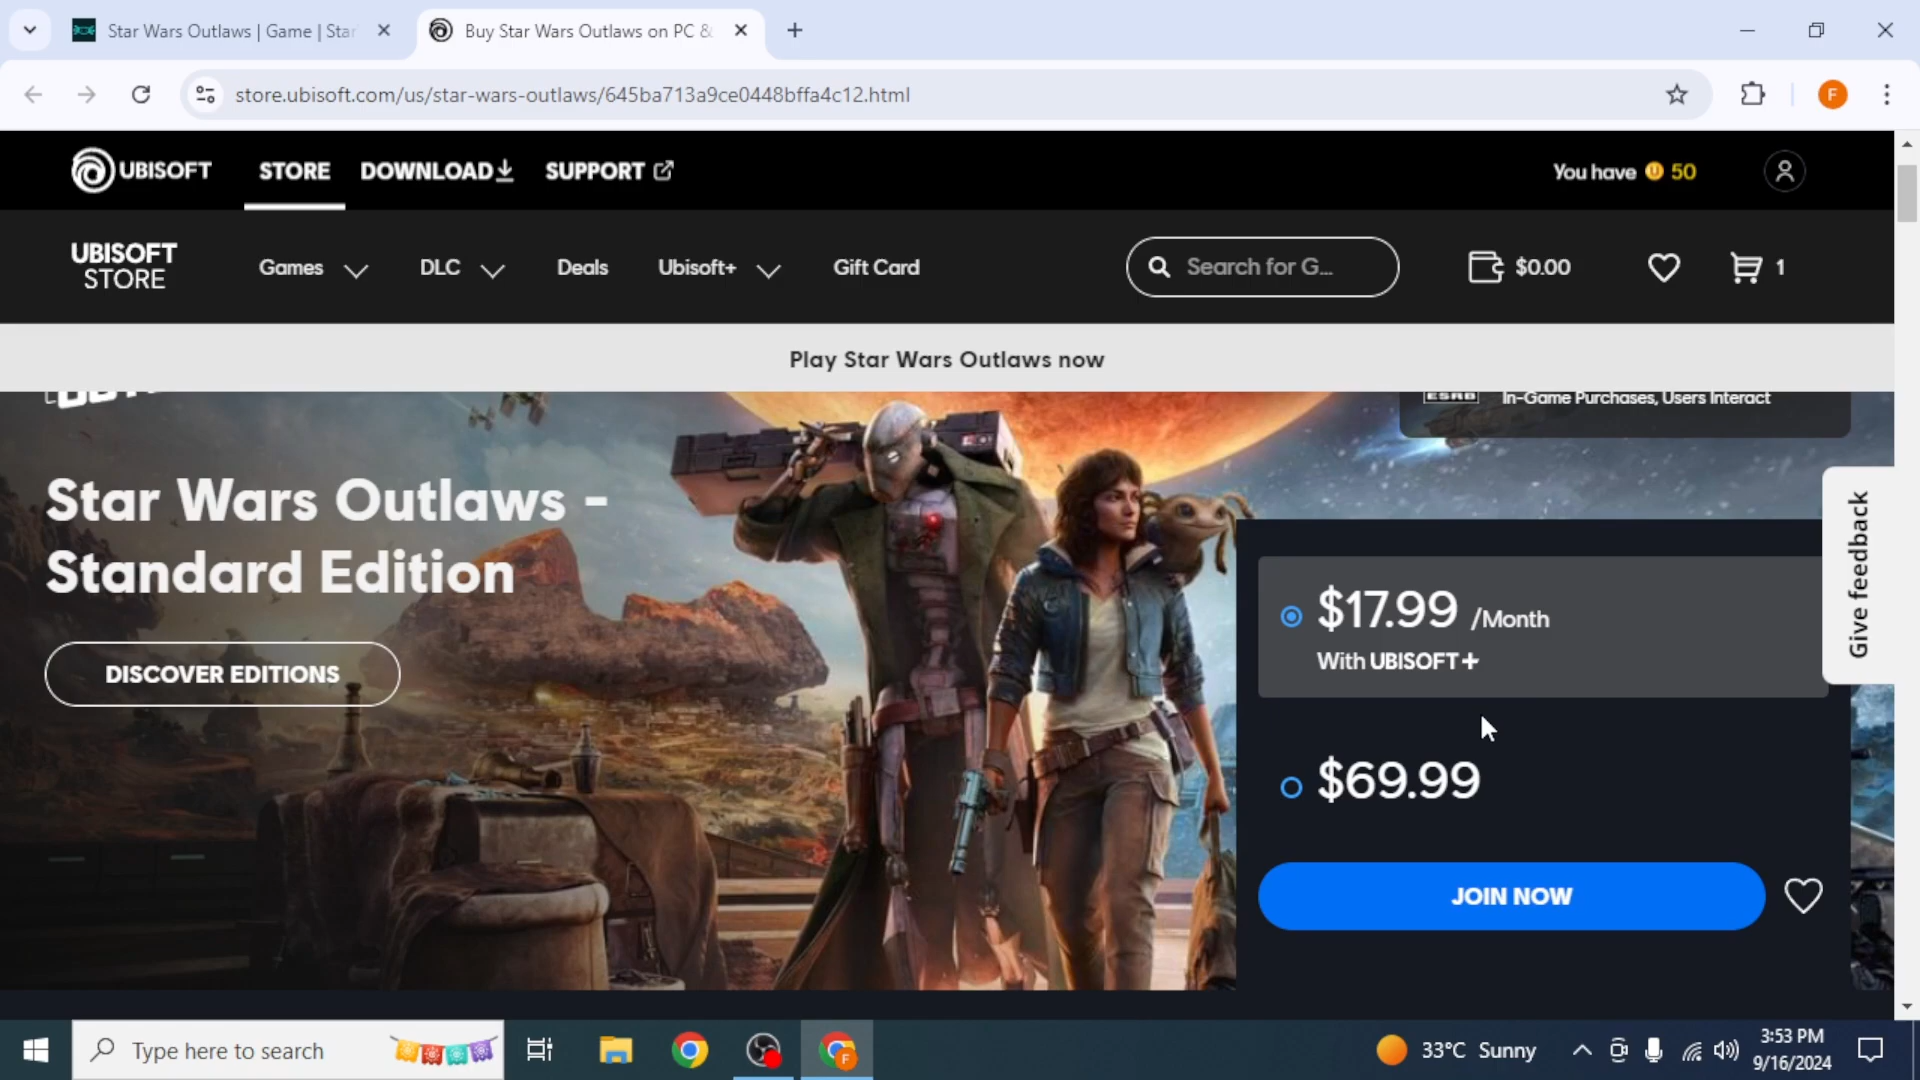 Star Wars Outlaws | Game | Star
Buy Star Wars Outlaws on PC &
store.ubisoft.com/us/star-wars-outlaws/645ba713a9ce0448bffa4c12.html
F
UBISOFT
STORE
DOWNLOAD
SUPPORT
You have 50
UBISOFT
STORE
Games
DLC
Deals
Ubisoft+
Gift Card
Search for G...
$0.00
1
Play Star Wars Outlaws now
ESRB
In-Game Purchases, Users Interact
Star Wars Outlaws -
Standard Edition
DISCOVER EDITIONS
$17.99 /Month
With UBISOFT+
$69.99
JOIN NOW
Give feedback
Type here to search
33°C Sunny
3:53 PM
9/16/2024